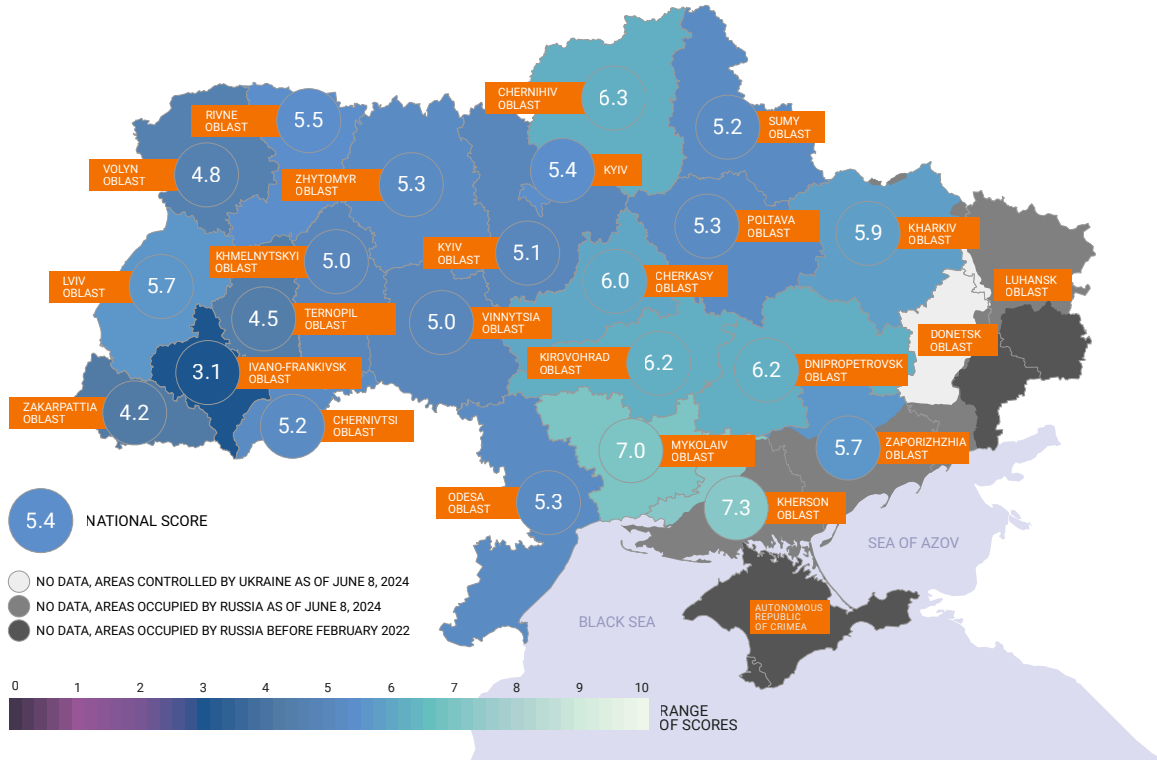 CHERNIHIV
OBLAST
6.3
RIVNE
OBLAST
5.5
5.2
SUMY
OBLAST
VOLYN
OBLAST
4.8
ZHYTOMYR
OBLAST
5.3
5.4
KYIV
5.3
POLTAVA
OBLAST
5.9
KHARKIV
OBLAST
KHMELNYTSKYI
OBLAST
5.0
KYIV
OBLAST
5.1
6.0
CHERKASY
OBLAST
LUHANSK
OBLAST
LVIV
OBLAST
5.7
4.5
TERNOPIL
OBLAST
5.0
VINNYTSIA
OBLAST
DONETSK
OBLAST
3.1
IVANO-FRANKIVSK
OBLAST
KIROVOHRAD
OBLAST
6.2
6.2
DNIPROPETROVSK
OBLAST
ZAKARPATTIA
OBLAST
4.2
5.2
CHERNIVTSI
OBLAST
7.0
MYKOLAIV
OBLAST
5.7
ZAPORIZHZHIA
OBLAST
ODESA
OBLAST
5.3
7.3
KHERSON
OBLAST
5.4
NATIONAL SCORE
SEA OF AZOV
NO DATA, AREAS CONTROLLED BY UKRAINE AS OF JUNE 8, 2024
NO DATA, AREAS OCCUPIED BY RUSSIA AS OF JUNE 8, 2024
NO DATA, AREAS OCCUPIED BY RUSSIA BEFORE FEBRUARY 2022
BLACK SEA
AUTONOMOUS
REPUBLIC
OF CRIMEA
0 1 2 3 4 5 6 7 8 9 10
RANGE
OF SCORES